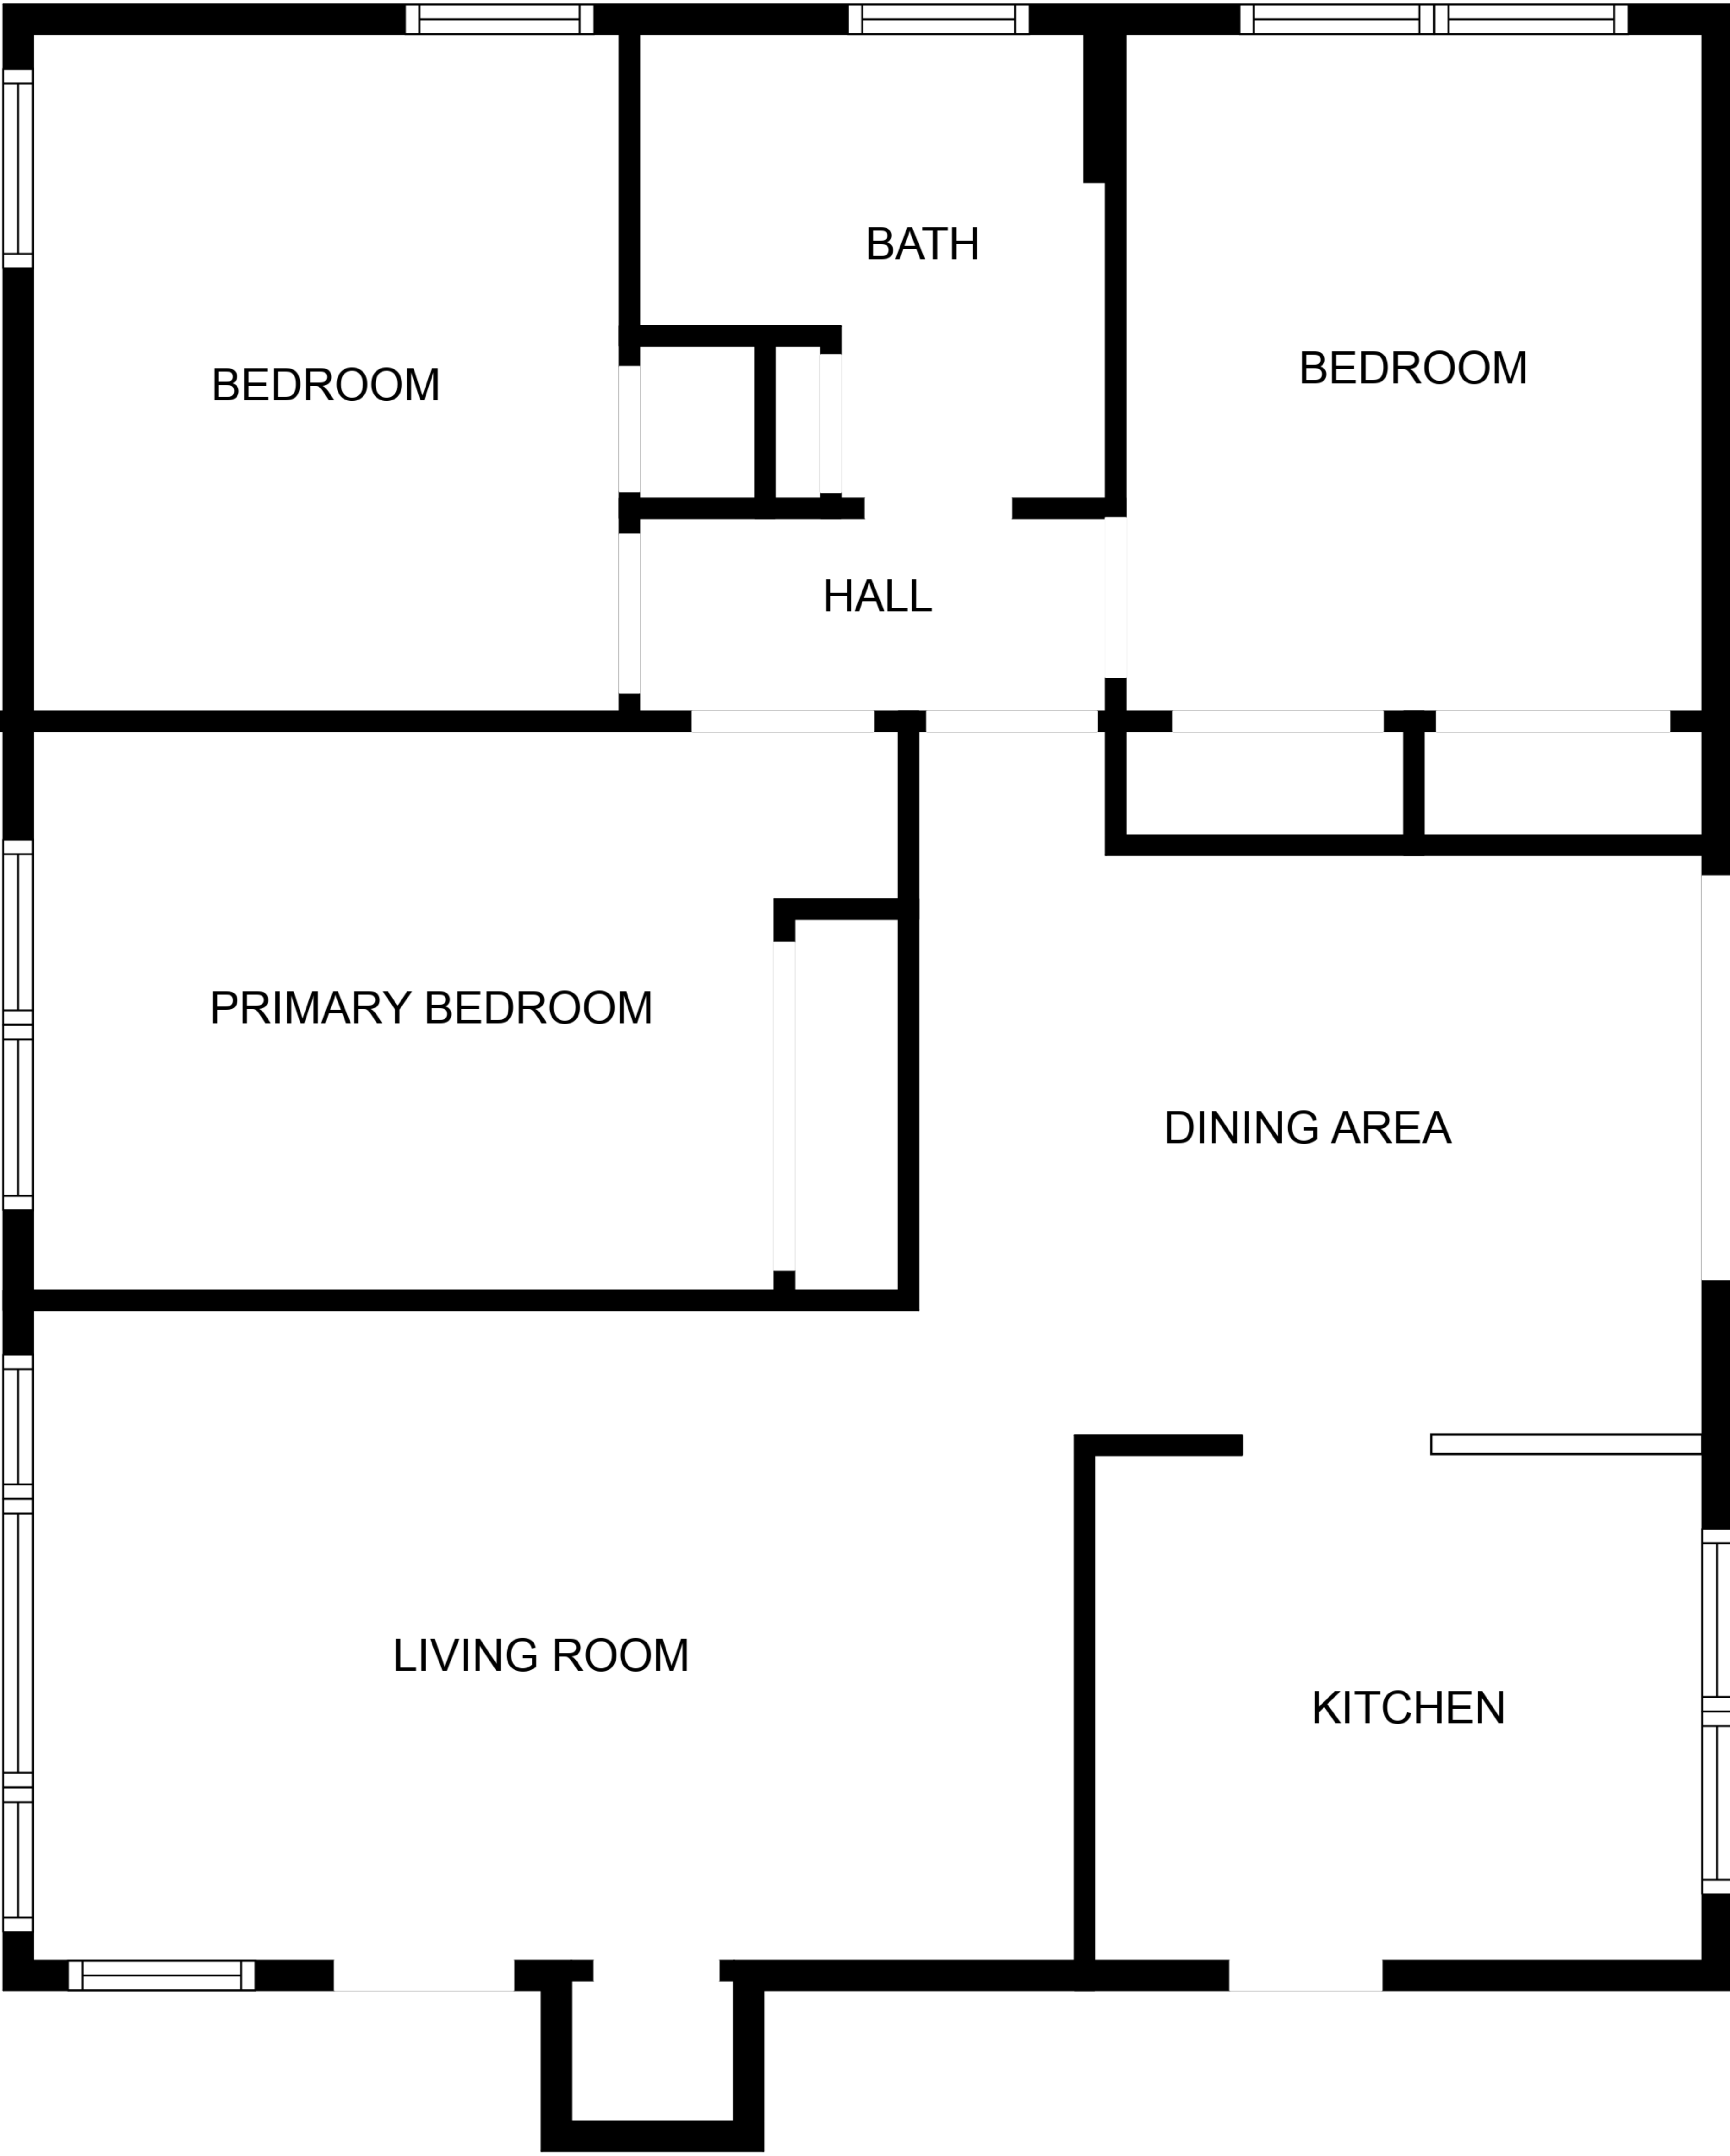 BATH
BEDROOM
BEDROOM
HALL
PRIMARY BEDROOM
DINING AREA
LIVING ROOM
KITCHEN